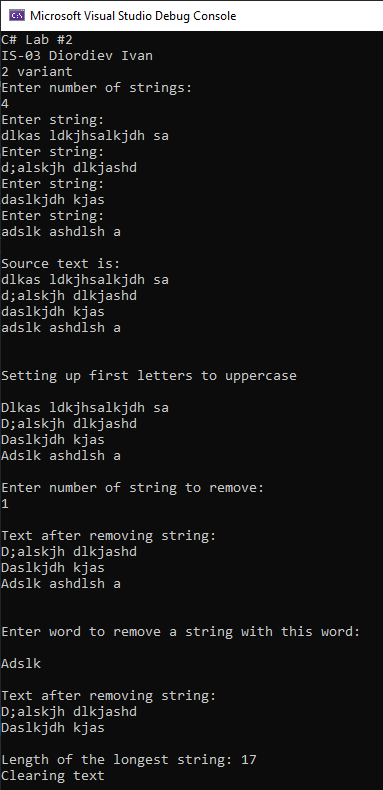 Microsoft Visual Studio Debug Console
C# Lab #2
IS-03 Diordiev Ivan
2 variant
Enter number of strings:
4
Enter string:
dlkas ldkjhsalkjdh sa
Enter string:
d;alskjh dlkjashd
Enter string:
daslkjdh kjas
Enter string:
adslk ashdlsh a
Source text is:
dlkas ldkjhsalkjdh sa
d;alskjh dlkjashd
daslkjdh kjas
adslk ashdlsh a
Setting up first letters to uppercase
Dlkas ldkjhsalkjdh sa
D;alskjh dlkjashd
Daslkjdh kjas
Adslk ashdlsh a
Enter number of string to remove:
1
Text after removing string:
D;alskjh dlkjashd
Daslkjdh kjas
Adslk ashdlsh a
Enter word to remove a string with this word:
Adslk
Text after removing string:
D;alskjh dlkjashd
Daslkjdh kjas
Length of the longest string: 17
Clearing text